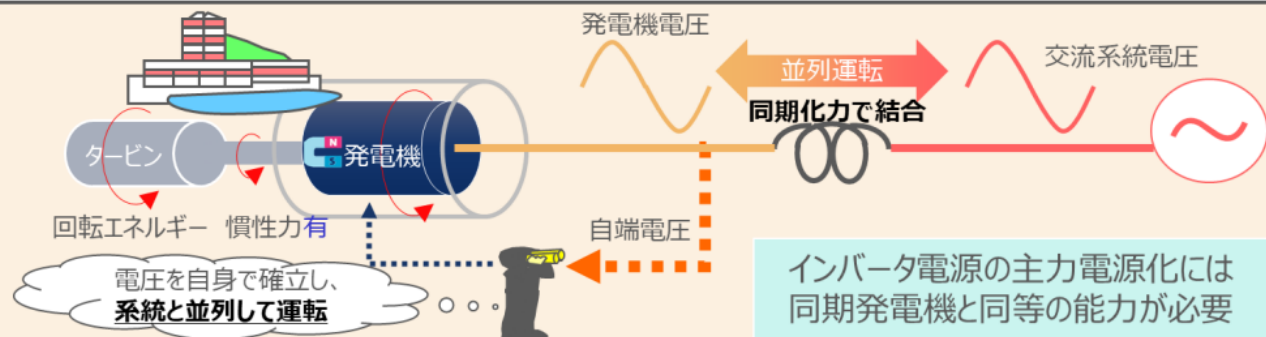 発電機電圧
並列運転
交流系統電圧
同期化力で結合
タービン
N
S
発電機
回転エネルギー 慣性力有
自端電圧
電圧を自身で確立し、
系統と並列して運転
インバータ電源の主力電源化には
同期発電機と同等の能力が必要